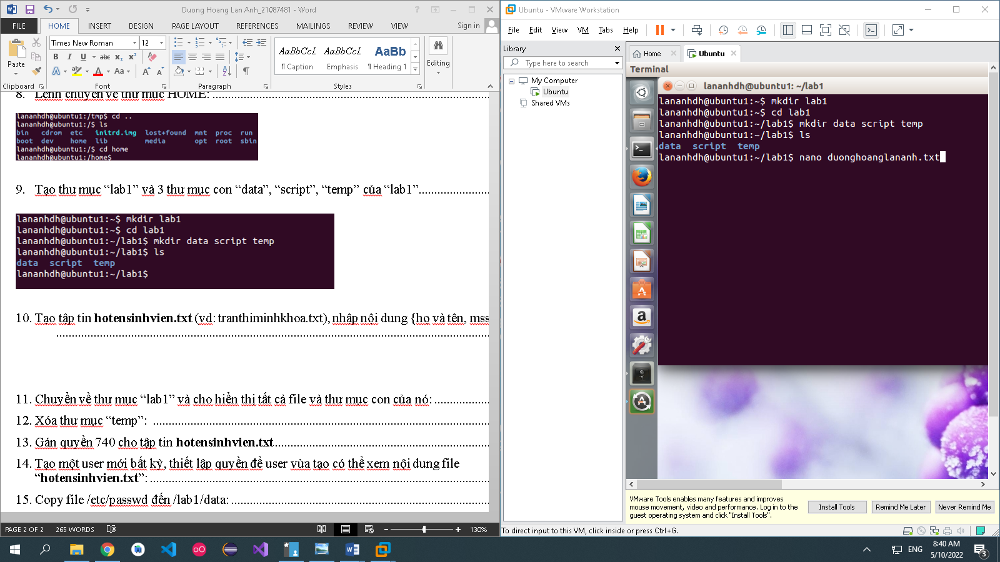 Duong Hoang Lan Anh_21087481 - Word
FILE HOME INSERT DESIGN PAGE LAYOUT REFERENCES MAILINGS REVIEW VIEW Sign in
Times New Roman 12
Paste
Clipboard Font Paragraph Styles
AaBbCcL AaBbCcL AaBb
¶ Caption Emphasis ¶ Heading 1
Editing
8. Lệnh chuyển về thư mục HOME:
lananhdh@ubuntu1:/tmp$ cd ..
lananhdh@ubuntu1:/$ ls
bin cdrom etc initrd.img lost+found mnt proc run
boot dev home lib media opt root sbin
lananhdh@ubuntu1:/$ cd home
lananhdh@ubuntu1:/home$
9. Tạo thư mục “lab1” và 3 thư mục con “data”, “script”, “temp” của “lab1”
lananhdh@ubuntu1:~$ mkdir lab1
lananhdh@ubuntu1:~$ cd lab1
lananhdh@ubuntu1:~/lab1$ mkdir data script temp
lananhdh@ubuntu1:~/lab1$ ls
data script temp
lananhdh@ubuntu1:~/lab1$
10. Tạo tập tin hotensinhvien.txt (vd: tranthiminhkhoa.txt), nhập nội dung {họ và tên, mss
11. Chuyển về thư mục “lab1” và cho hiển thị tất cả file và thư mục con của nó:
12. Xóa thư mục “temp”:
13. Gán quyền 740 cho tập tin hotensinhvien.txt
14. Tạo một user mới bất kỳ, thiết lập quyền để user vừa tạo có thể xem nội dung file
“hotensinhvien.txt”:
15. Copy file /etc/passwd đến /lab1/data:
PAGE 2 OF 2 265 WORDS 130%
Ubuntu - VMware Workstation
File Edit View VM Tabs Help
Library
Type here to search
My Computer
Ubuntu
Shared VMs
Home Ubuntu
Terminal
lananhdh@ubuntu1: ~/lab1
lananhdh@ubuntu1:~$ mkdir lab1
lananhdh@ubuntu1:~$ cd lab1
lananhdh@ubuntu1:~/lab1$ mkdir data script temp
lananhdh@ubuntu1:~/lab1$ ls
data script temp
lananhdh@ubuntu1:~/lab1$ nano duonghoanglananh.txt
VMware Tools enables many features and improves
mouse movement, video and performance. Log in to the
guest operating system and click "Install Tools".
Install Tools Remind Me Later Never Remind Me
To direct input to this VM, click inside or press Ctrl+G.
ENG
8:40 AM
5/10/2022
3